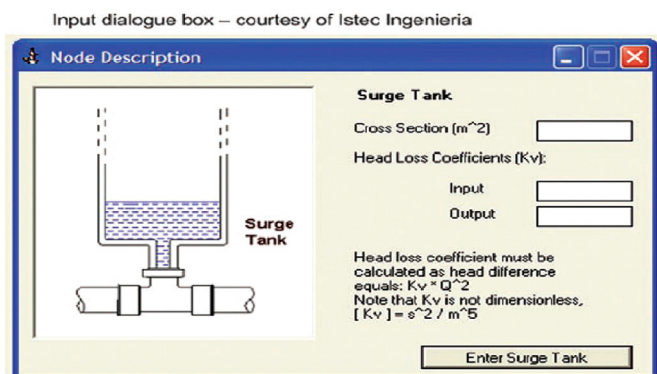 Input dialogue box – courtesy of Istec Ingenieria
Node Description
Surge Tank
Cross Section (m^2)
Head Loss Coefficients (Kv):
Input
Output
Surge
Tank
Head loss coefficient must be
calculated as head difference
equals: Kv * Q^2
Note that Kv is not dimensionless,
[ Kv ] = s^2 / m^5
Enter Surge Tank